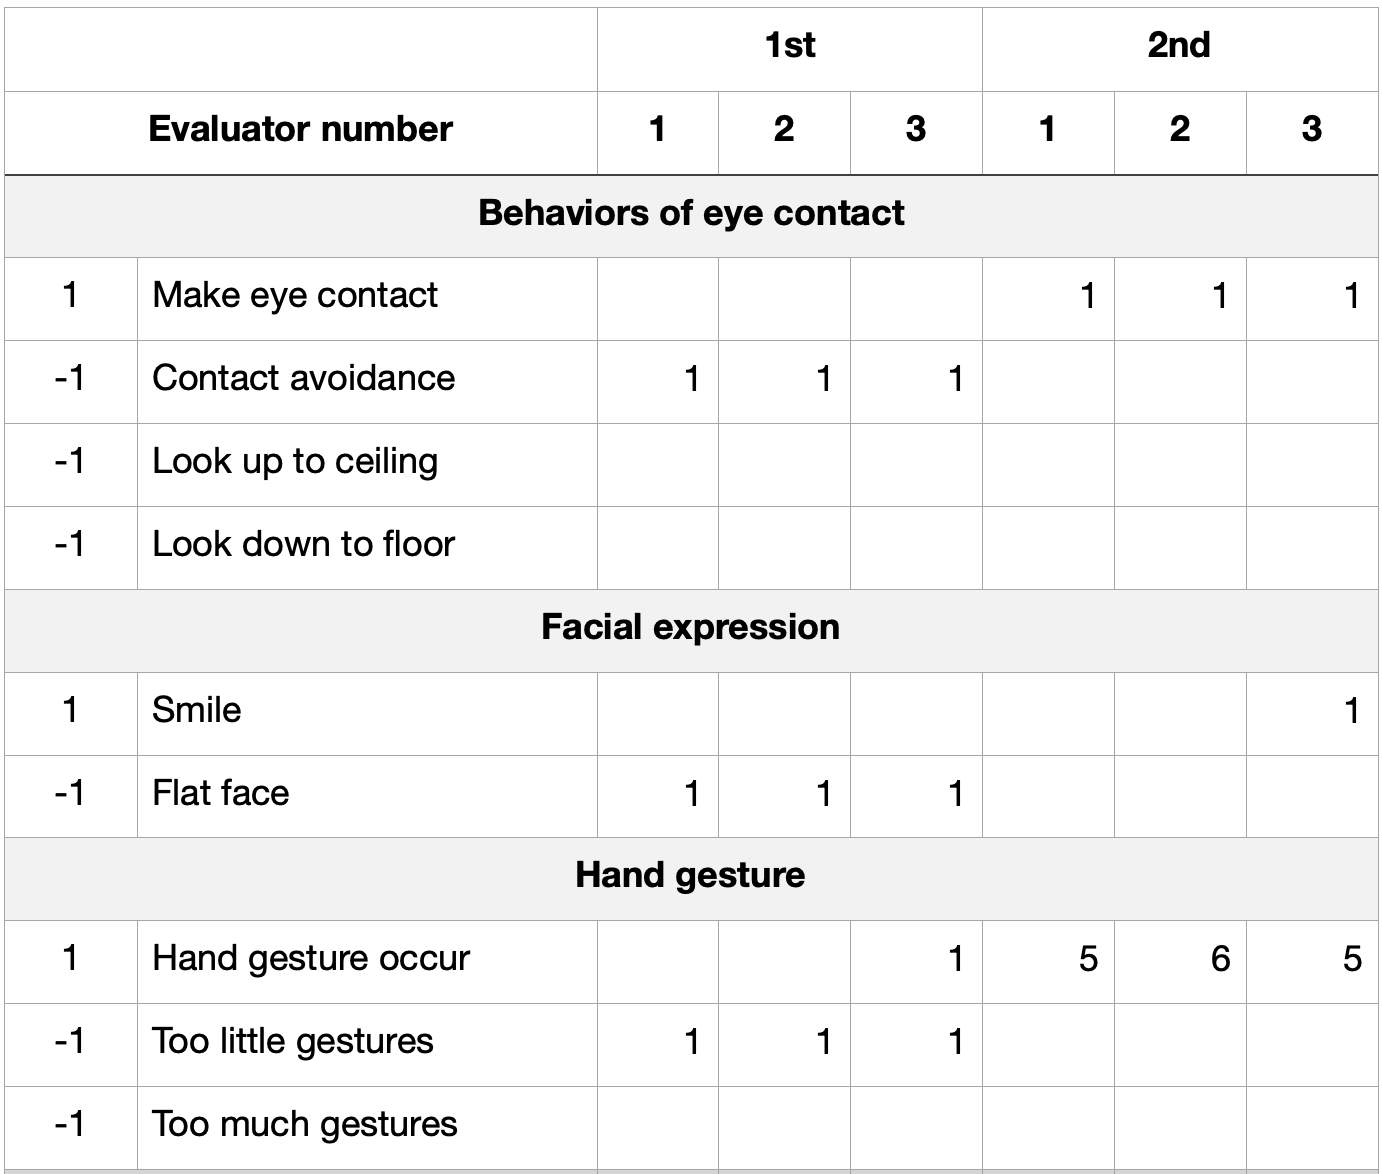 1st 2nd
Evaluator number 1 2 3 1 2 3
Behaviors of eye contact
1 Make eye contact 1 1 1
-1 Contact avoidance 1 1 1
-1 Look up to ceiling
-1 Look down to floor
Facial expression
1 Smile 1
-1 Flat face 1 1 1
Hand gesture
1 Hand gesture occur 1 5 6 5
-1 Too little gestures 1 1 1
-1 Too much gestures